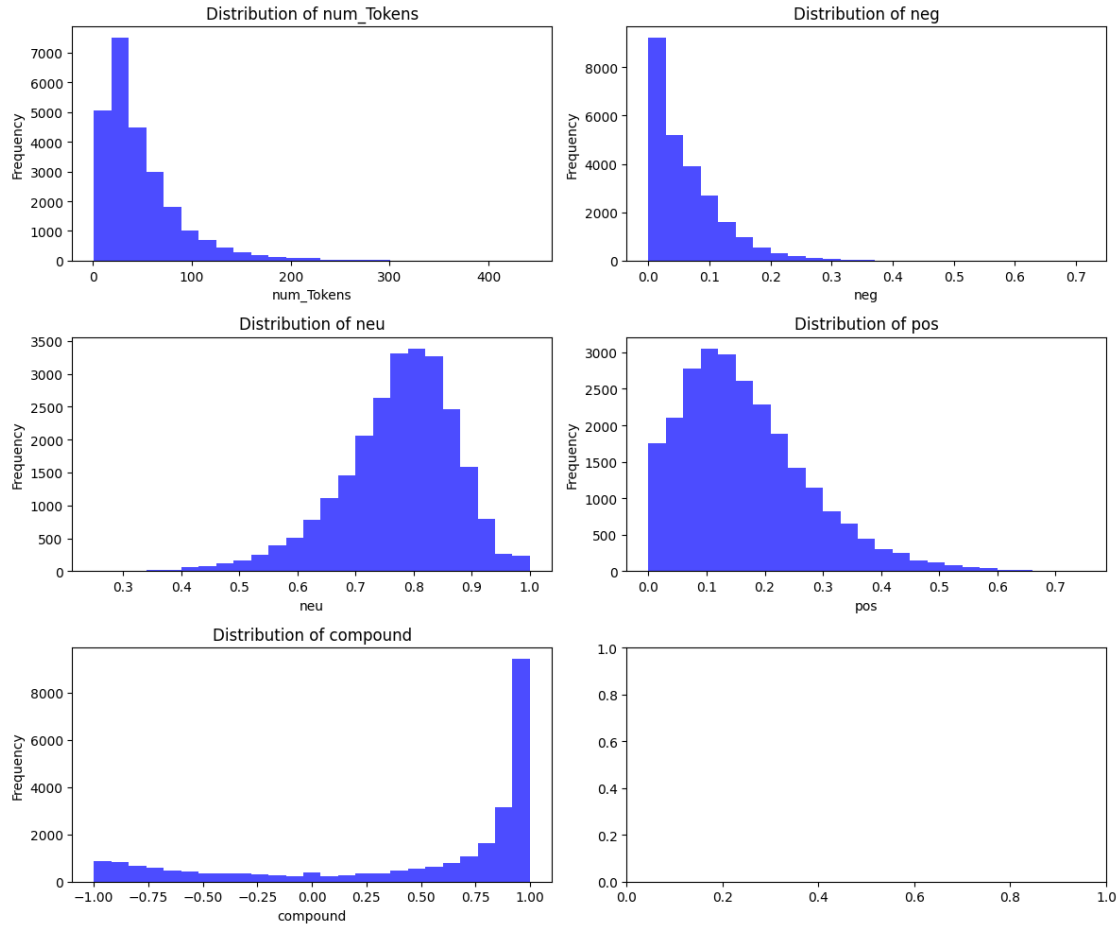 Distribution of num_Tokens
Frequency
7000
6000
5000
4000
3000
2000
1000
0
0 100 200 300 400
num_Tokens
Distribution of neg
Frequency
8000
6000
4000
2000
0
0.0 0.1 0.2 0.3 0.4 0.5 0.6 0.7
neg
Distribution of neu
Frequency
3500
3000
2500
2000
1500
1000
500
0
0.3 0.4 0.5 0.6 0.7 0.8 0.9 1.0
neu
Distribution of pos
Frequency
3000
2500
2000
1500
1000
500
0
0.0 0.1 0.2 0.3 0.4 0.5 0.6 0.7
pos
Distribution of compound
Frequency
8000
6000
4000
2000
0
−1.00 −0.75 −0.50 −0.25 0.00 0.25 0.50 0.75 1.00
compound
1.0
0.8
0.6
0.4
0.2
0.0
0.0 0.2 0.4 0.6 0.8 1.0